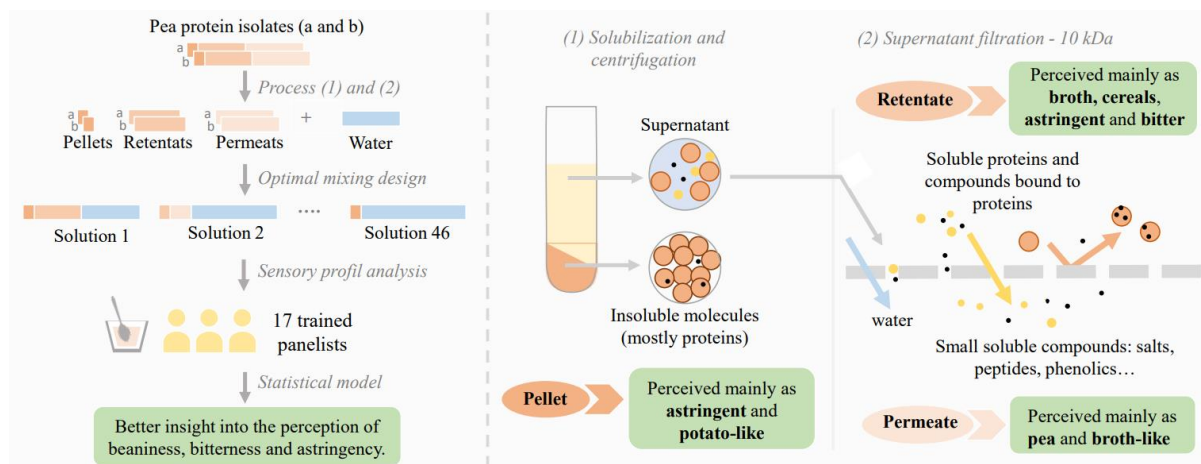 Pea protein isolates (a and b)
a
b
Process (1) and (2)
a
b
a
b
a
b
+
Pellets
Retentats
Permeats
Water
Optimal mixing design
....
Solution 1
Solution 2
Solution 46
Sensory profil analysis
17 trained
panelists
Statistical model
Better insight into the perception of
beaniness, bitterness and astringency.
(1) Solubilization and
centrifugation
Supernatant
Insoluble molecules
(mostly proteins)
Pellet
Perceived mainly as
astringent and
potato-like
(2) Supernatant filtration - 10 kDa
Retentate
Perceived mainly as
broth, cereals,
astringent and bitter
Soluble proteins and
compounds bound to
proteins
water
Small soluble compounds: salts,
peptides, phenolics…
Permeate
Perceived mainly as
pea and broth-like